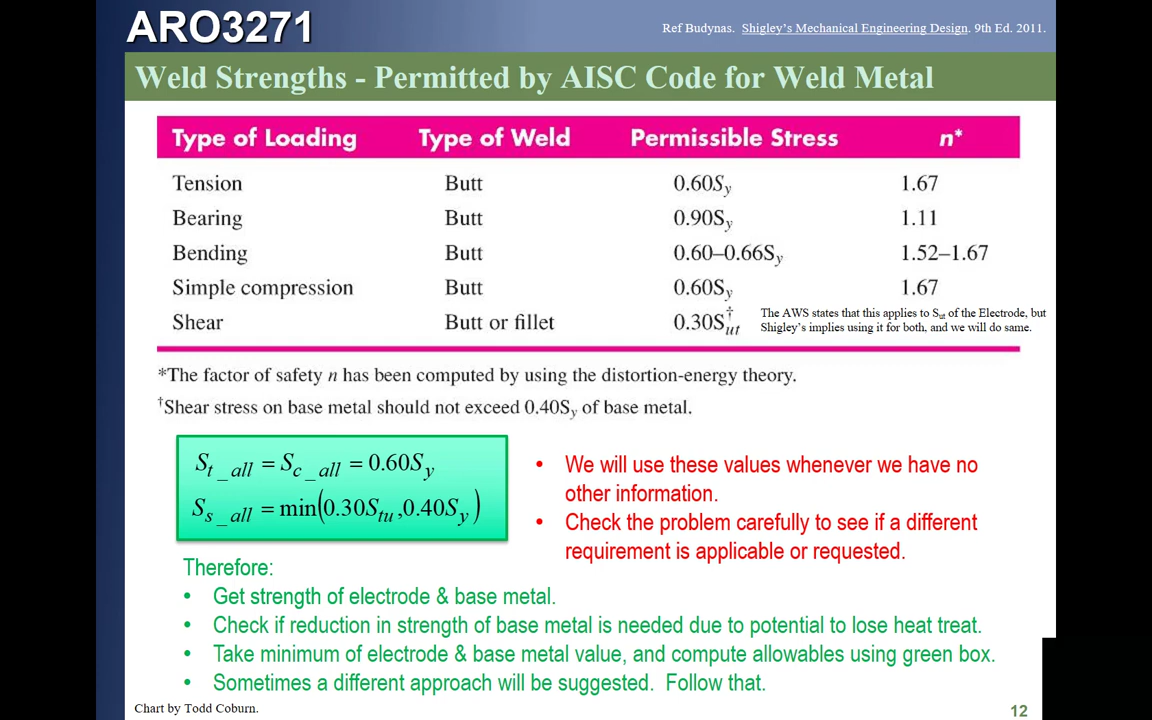 ARO3271
Ref Budynas. Shigley's Mechanical Engineering Design. 9th Ed. 2011.
Weld Strengths - Permitted by AISC Code for Weld Metal
Type of Loading Type of Weld Permissible Stress n*
Tension Butt 0.60Sy 1.67
Bearing Butt 0.90Sy 1.11
Bending Butt 0.60–0.66Sy 1.52–1.67
Simple compression Butt 0.60Sy 1.67
Shear Butt or fillet 0.30S†ut
The AWS states that this applies to Sut of the Electrode, but
Shigley's implies using it for both, and we will do same.
*The factor of safety n has been computed by using the distortion-energy theory.
†Shear stress on base metal should not exceed 0.40Sy of base metal.
St_all = Sc_all = 0.60Sy
Ss_all = min(0.30Stu,0.40Sy)
• We will use these values whenever we have no
other information.
• Check the problem carefully to see if a different
requirement is applicable or requested.
Therefore:
• Get strength of electrode & base metal.
• Check if reduction in strength of base metal is needed due to potential to lose heat treat.
• Take minimum of electrode & base metal value, and compute allowables using green box.
• Sometimes a different approach will be suggested. Follow that.
Chart by Todd Coburn.
12